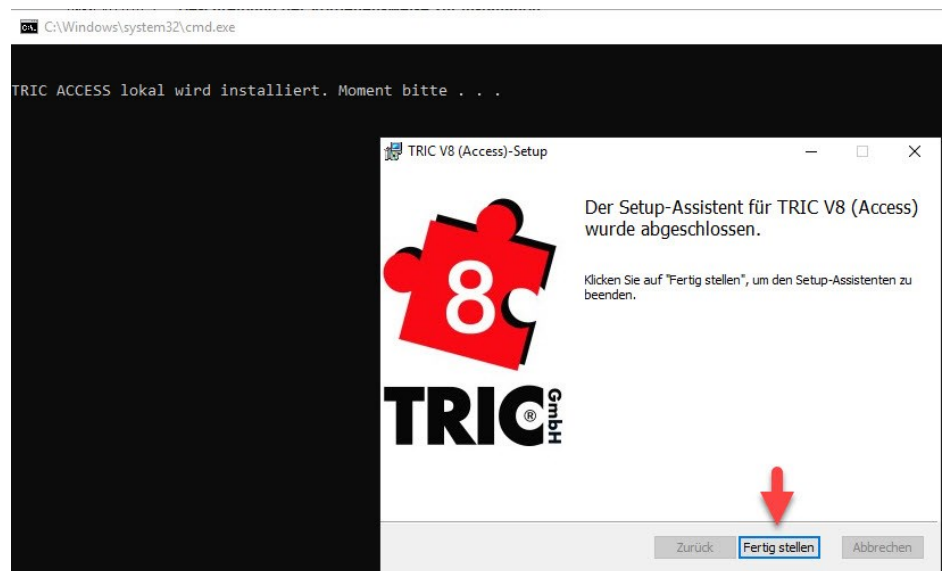 C:\Windows\system32\cmd.exe
TRIC ACCESS lokal wird installiert. Moment bitte . . .
TRIC V8 (Access)-Setup
Der Setup-Assistent für TRIC V8 (Access)
wurde abgeschlossen.
Klicken Sie auf "Fertig stellen", um den Setup-Assistenten zu
beenden.
8
TRIC ® GmbH
Zurück Fertig stellen Abbrechen